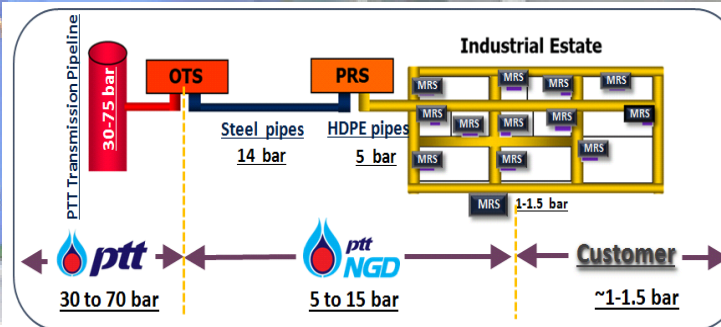 PTT Transmission Pipeline
30-75 bar
OTS
PRS
Industrial Estate
Steel pipes
14 bar
HDPE pipes
5 bar
MRS
MRS
MRS
MRS
MRS
MRS
MRS
MRS
MRS
MRS
MRS
MRS
MRS
1-1.5 bar
ptt
30 to 70 bar
ptt
NGD
5 to 15 bar
Customer
~1-1.5 bar